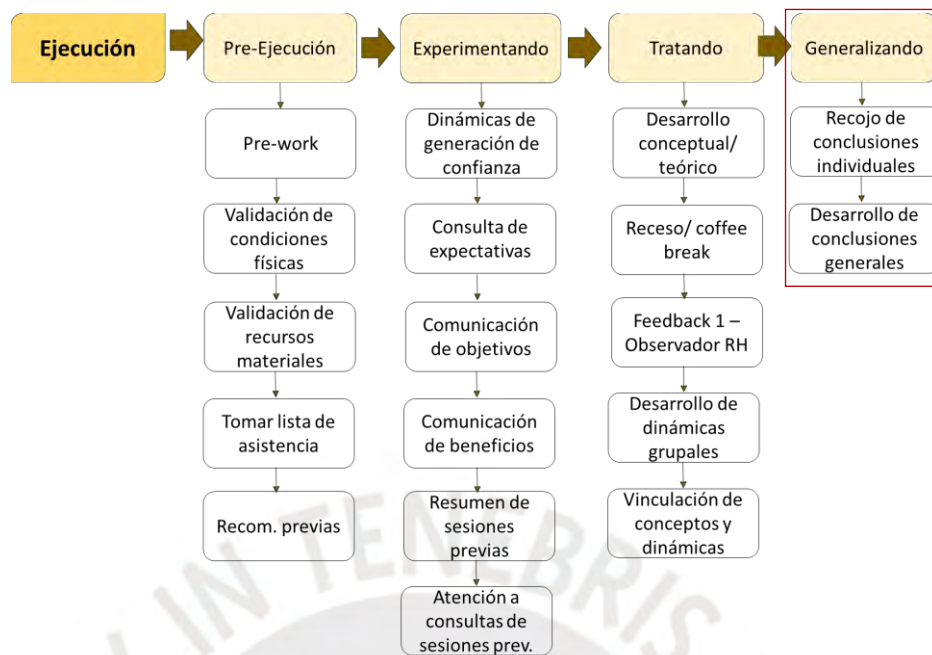 Ejecución
Pre-Ejecución
Experimentando
Tratando
Generalizando
Pre-work
Validación de
condiciones
físicas
Validación de
recursos
materiales
Tomar lista de
asistencia
Recom. previas
Dinámicas de
generación de
confianza
Consulta de
expectativas
Comunicación
de objetivos
Comunicación
de beneficios
Resumen de
sesiones
previas
Atención a
consultas de
sesiones prev.
Desarrollo
conceptual/
teórico
Receso/ coffee
break
Feedback 1 –
Observador RH
Desarrollo de
dinámicas
grupales
Vinculación de
conceptos y
dinámicas
Recojo de
conclusiones
individuales
Desarrollo de
conclusiones
generales
IN TENEBRIS